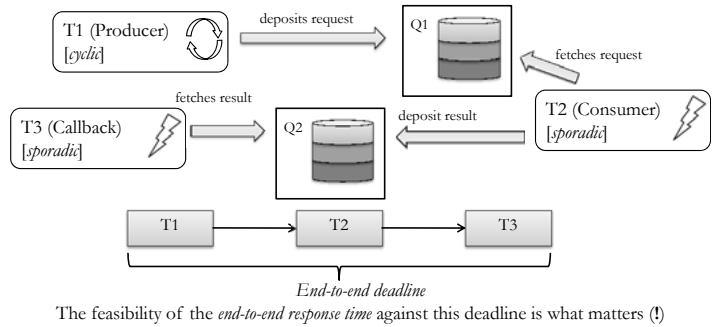 T1 (Producer)
[cyclic]
deposits request
Q1
fetches request
T3 (Callback)
[sporadic]
fetches result
Q2
deposit result
T2 (Consumer)
[sporadic]
T1
T2
T3
End-to-end deadline
The feasibility of the end-to-end response time against this deadline is what matters (!)